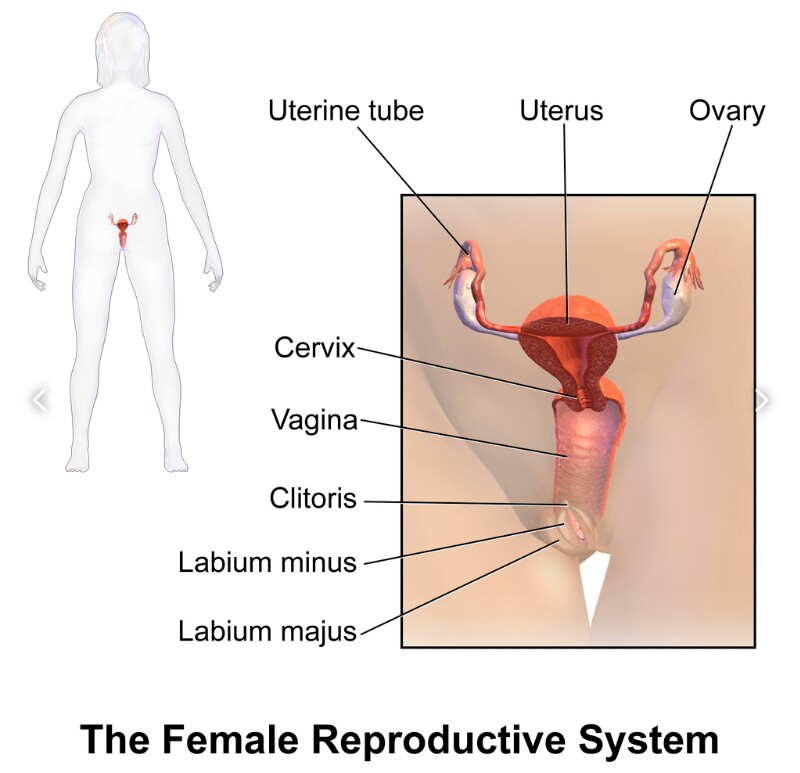 Uterine tube
Uterus
Ovary
Cervix
Vagina
Clitoris
Labium minus
Labium majus
The Female Reproductive System